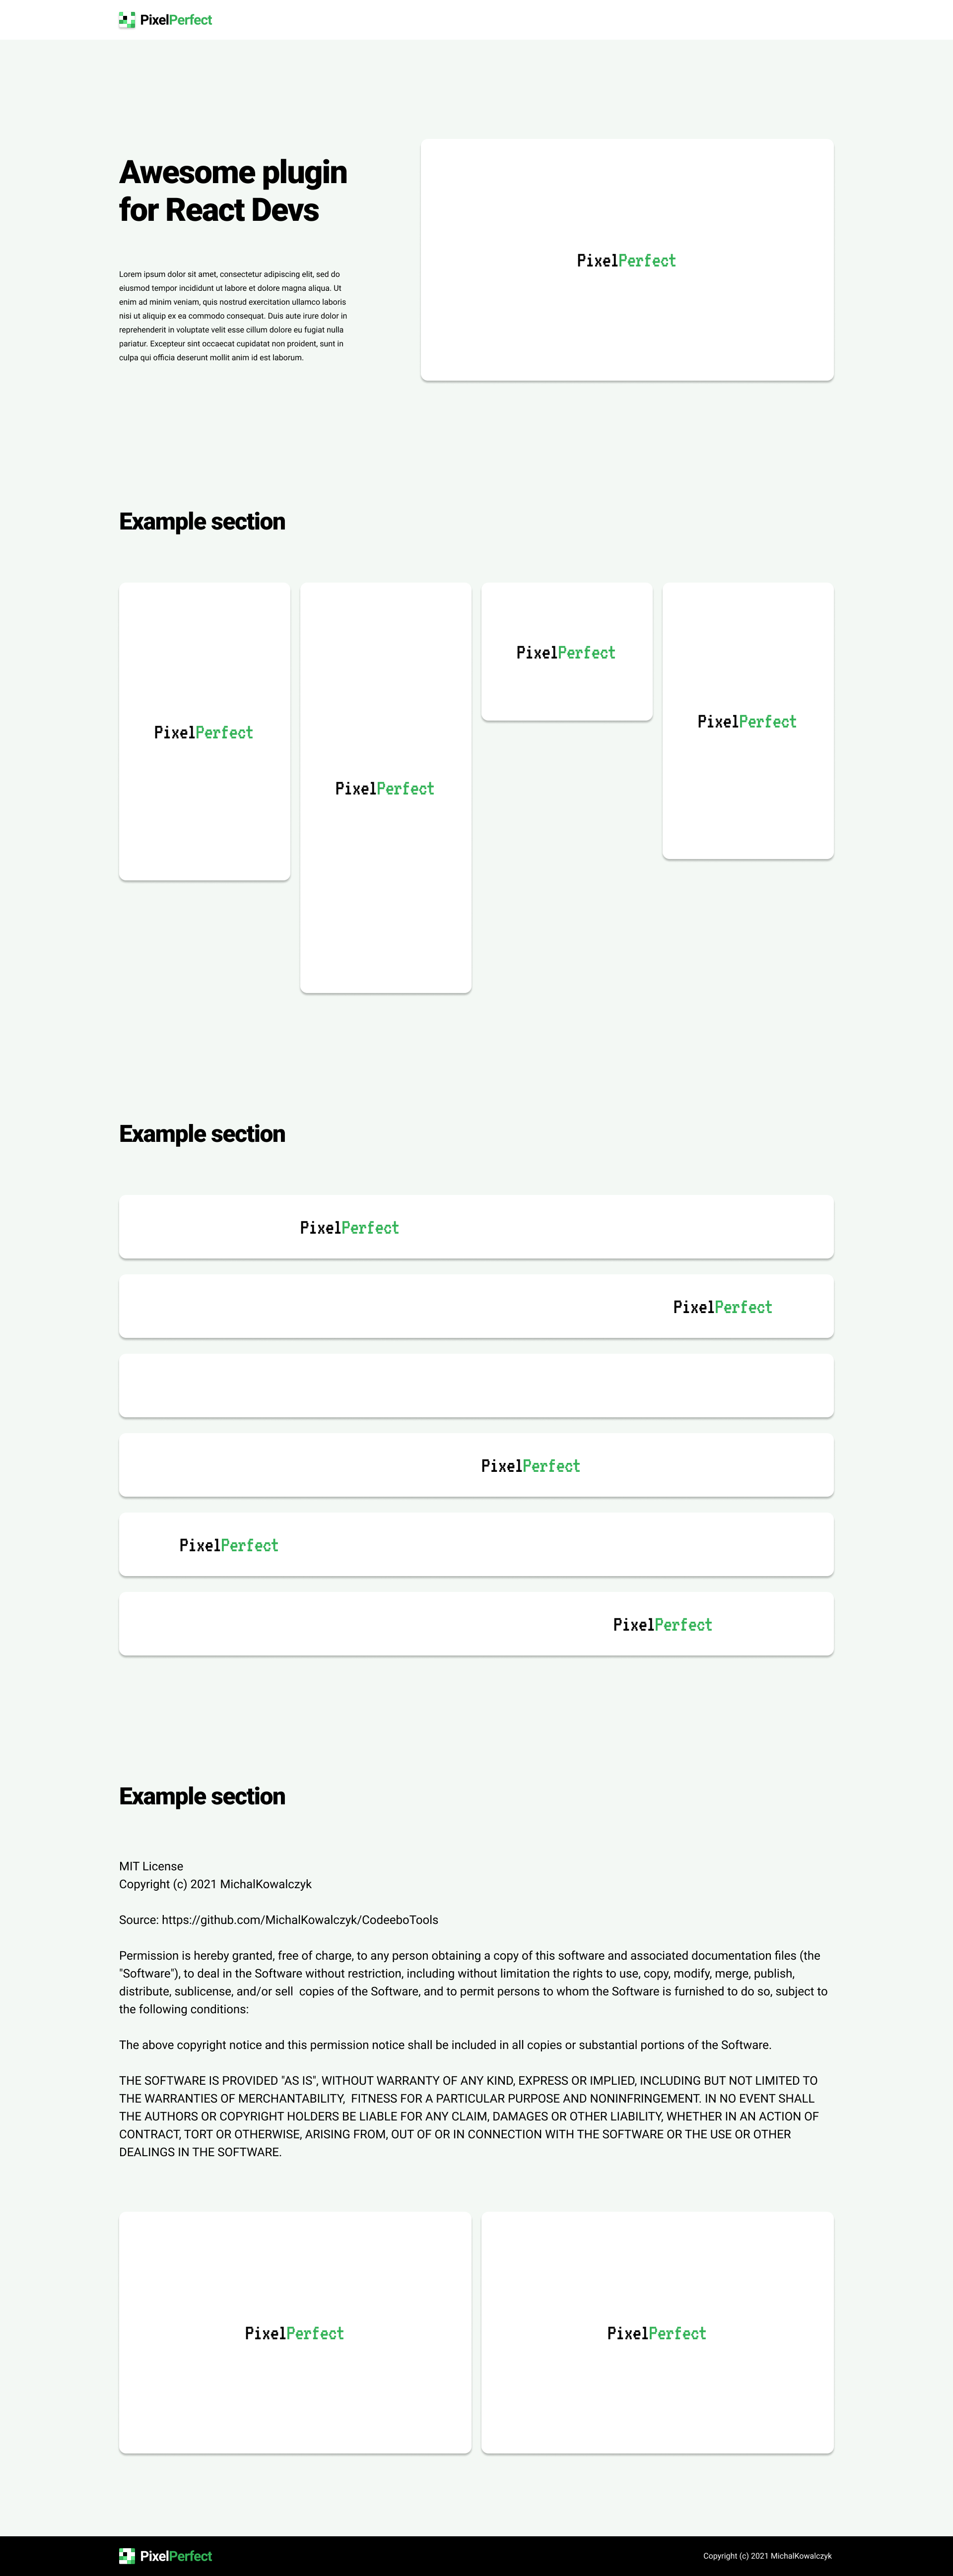 PixelPerfect
Awesome plugin
for React Devs
PixelPerfect
Lorem ipsum dolor sit amet, consectetur adipiscing elit, sed do
eiusmod tempor incididunt ut labore et dolore magna aliqua. Ut
enim ad minim veniam, quis nostrud exercitation ullamco laboris
nisi ut aliquip ex ea commodo consequat. Duis aute irure dolor in
reprehenderit in voluptate velit esse cillum dolore eu fugiat nulla
pariatur. Excepteur sint occaecat cupidatat non proident, sunt in
culpa qui officia deserunt mollit anim id est laborum.
Example section
PixelPerfect
PixelPerfect
PixelPerfect
PixelPerfect
Example section
PixelPerfect
PixelPerfect
PixelPerfect
PixelPerfect
PixelPerfect
Example section
MIT License
Copyright (c) 2021 MichalKowalczyk
Source: https://github.com/MichalKowalczyk/CodeeboTools
Permission is hereby granted, free of charge, to any person obtaining a copy of this software and associated documentation files (the
"Software"), to deal in the Software without restriction, including without limitation the rights to use, copy, modify, merge, publish,
distribute, sublicense, and/or sell  copies of the Software, and to permit persons to whom the Software is furnished to do so, subject to
the following conditions:
The above copyright notice and this permission notice shall be included in all copies or substantial portions of the Software.
THE SOFTWARE IS PROVIDED "AS IS", WITHOUT WARRANTY OF ANY KIND, EXPRESS OR IMPLIED, INCLUDING BUT NOT LIMITED TO
THE WARRANTIES OF MERCHANTABILITY,  FITNESS FOR A PARTICULAR PURPOSE AND NONINFRINGEMENT. IN NO EVENT SHALL
THE AUTHORS OR COPYRIGHT HOLDERS BE LIABLE FOR ANY CLAIM, DAMAGES OR OTHER LIABILITY, WHETHER IN AN ACTION OF
CONTRACT, TORT OR OTHERWISE, ARISING FROM, OUT OF OR IN CONNECTION WITH THE SOFTWARE OR THE USE OR OTHER
DEALINGS IN THE SOFTWARE.
PixelPerfect
PixelPerfect
PixelPerfect
Copyright (c) 2021 MichalKowalczyk